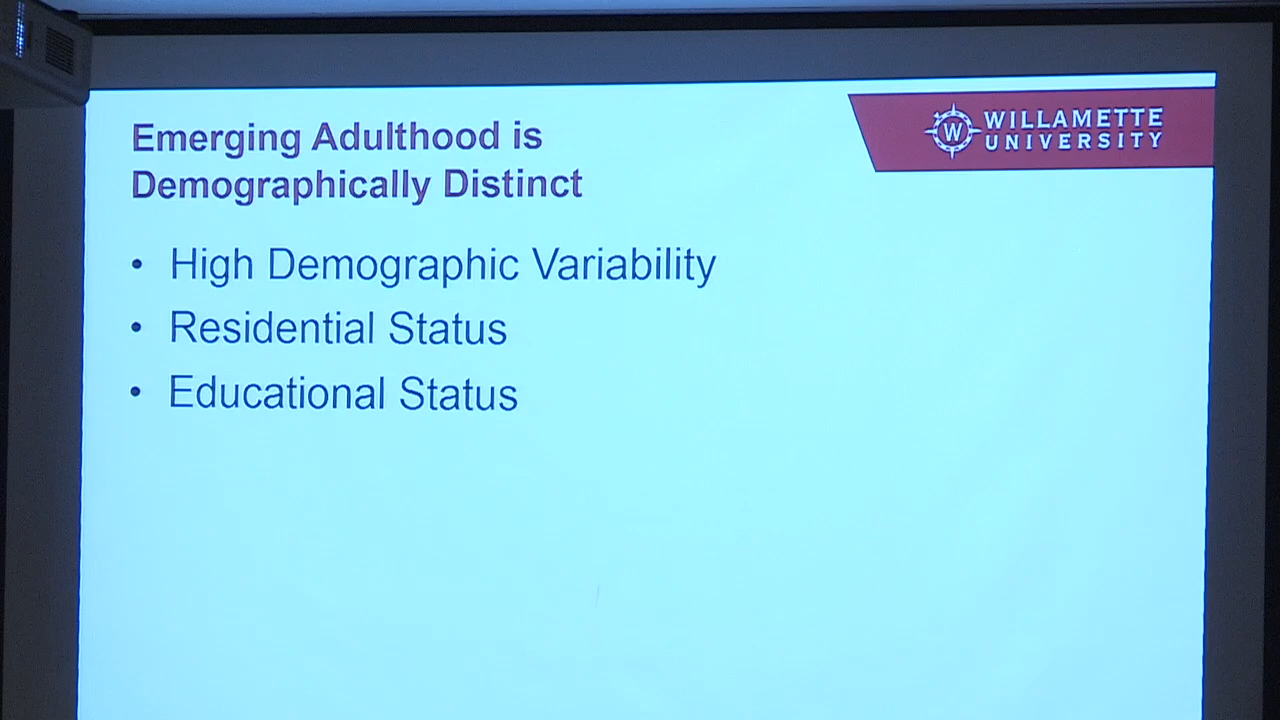 Emerging Adulthood is
Demographically Distinct
W
WILLAMETTE
UNIVERSITY
• High Demographic Variability
• Residential Status
• Educational Status